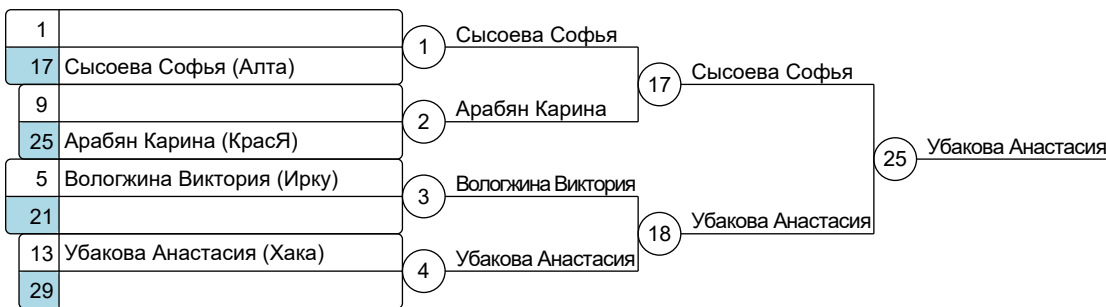 1
17 Сысоева Софья (Алта)
9
25 Арабян Карина (КрасЯ)
5 Вологжина Виктория (Ирку)
21
13 Убакова Анастасия (Хака)
29
1 Сысоева Софья
2 Арабян Карина
3 Вологжина Виктория
4 Убакова Анастасия
17 Сысоева Софья
18 Убакова Анастасия
25 Убакова Анастасия